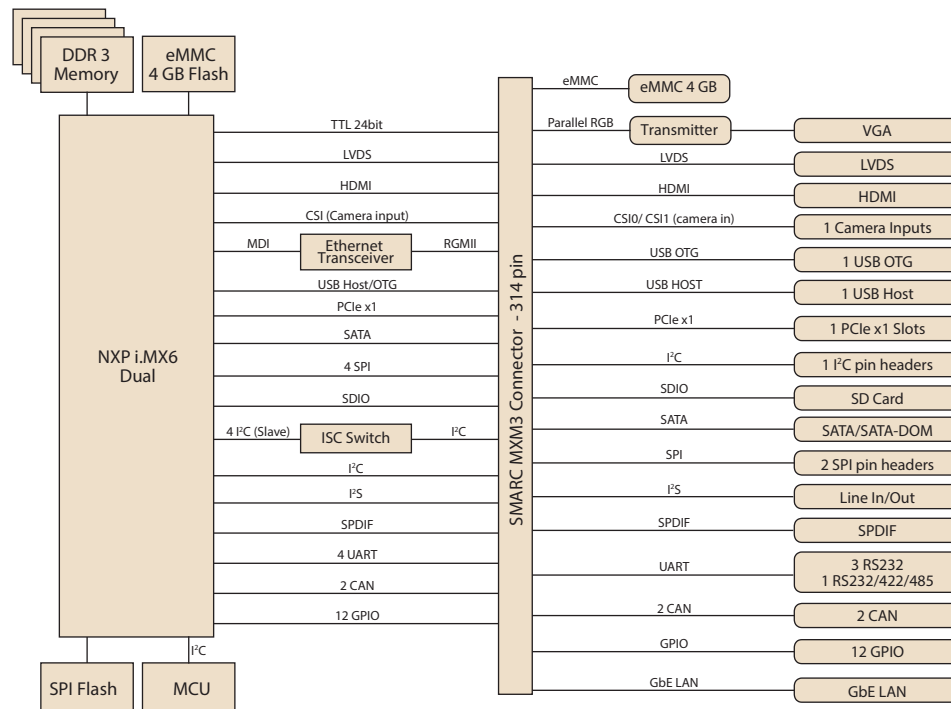 DDR 3
Memory
eMMC
4 GB Flash
NXP i.MX6
Dual
SPI Flash
I²C
MCU
TTL 24bit
LVDS
HDMI
CSI (Camera input)
MDI
Ethernet
Transceiver
RGMII
USB Host/OTG
PCIe x1
SATA
4 SPI
SDIO
4 I²C (Slave)
ISC Switch
I²C
I²C
I²S
SPDIF
4 UART
2 CAN
12 GPIO
SMARC MXM3 Connector - 314 pin
eMMC
eMMC 4 GB
Parallel RGB
Transmitter
VGA
LVDS
LVDS
HDMI
HDMI
CSI0/ CSI1 (camera in)
1 Camera Inputs
USB OTG
1 USB OTG
USB HOST
1 USB Host
PCIe x1
1 PCIe x1 Slots
I²C
1 I²C pin headers
SDIO
SD Card
SATA
SATA/SATA-DOM
SPI
2 SPI pin headers
I²S
Line In/Out
SPDIF
SPDIF
UART
3 RS232
1 RS232/422/485
2 CAN
2 CAN
GPIO
12 GPIO
GbE LAN
GbE LAN